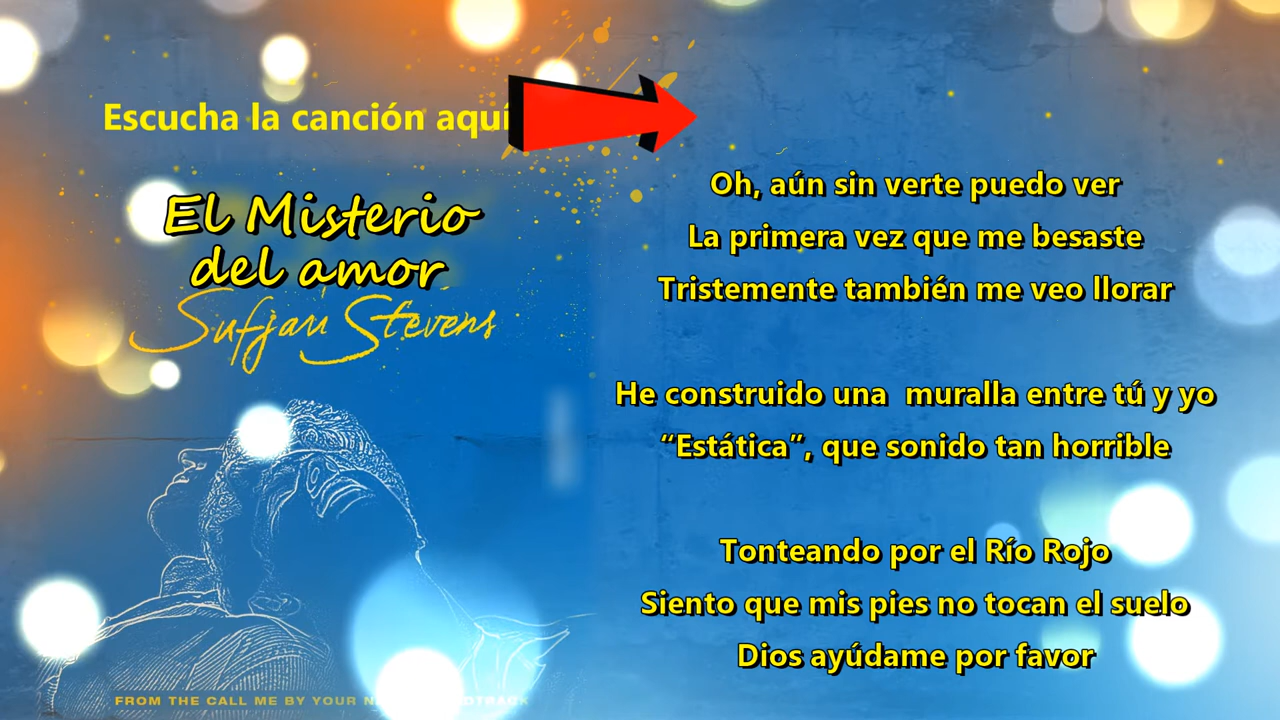 Escucha la canción aquí
El Misterio
del amor
Sufjan Stevens
FROM THE CALL ME BY YOUR
Oh, aún sin verte puedo ver
La primera vez que me besaste
Tristemente también me veo llorar
He construido una muralla entre tú y yo
“Estática”, que sonido tan horrible
Tonteando por el Río Rojo
Siento que mis pies no tocan el suelo
Dios ayúdame por favor